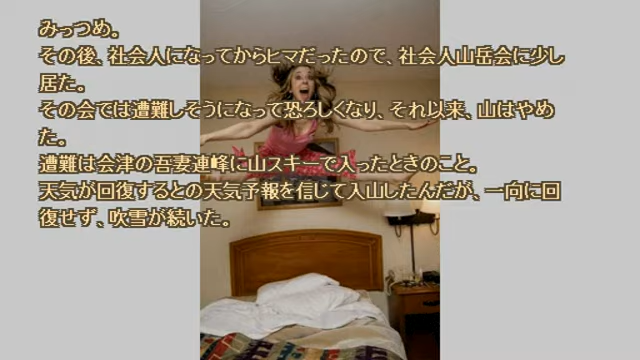 みっつめ。
その後、社会人になってからヒマだったので、社会人山岳会に少し
居た。
その会では遭難しそうになって恐ろしくなり、それ以来、山はやめ
た。
遭難は会津の吾妻連峰に山スキーで入ったときのこと。
天気が回復するとの天気予報を信じて入山したんだが、一向に回
復せず、吹雪が続いた。